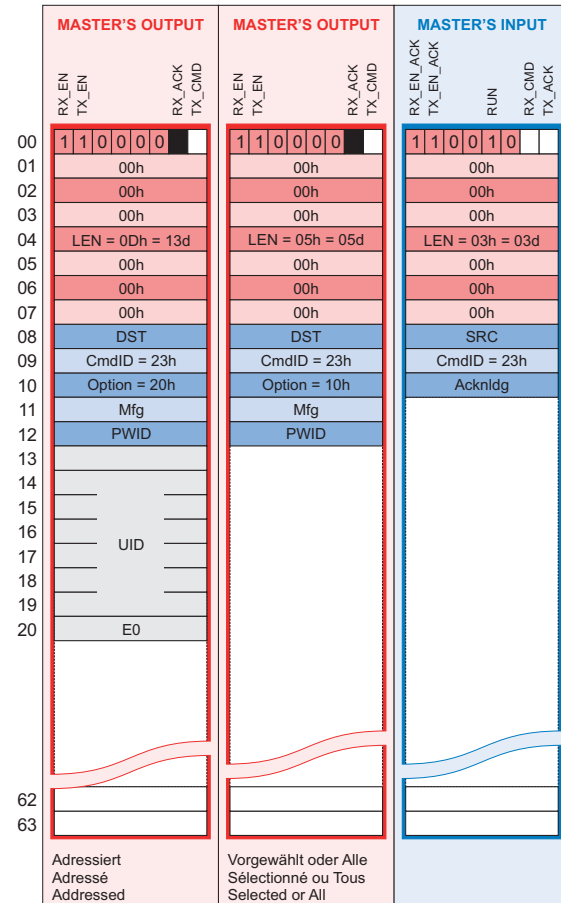 MASTER'S OUTPUT MASTER'S OUTPUT MASTER'S INPUT
RX_EN TX_EN RX_ACK TX_CMD RX_EN TX_EN RX_ACK TX_CMD RX_EN_ACK TX_EN_ACK RUN RX_CMD TX_ACK
00 1 1 0 0 0 0 1 1 0 0 0 0 1 1 0 0 1 0
01 00h 00h 00h
02 00h 00h 00h
03 00h 00h 00h
04 LEN = 0Dh = 13d LEN = 05h = 05d LEN = 03h = 03d
05 00h 00h 00h
06 00h 00h 00h
07 00h 00h 00h
08 DST DST SRC
09 CmdID = 23h CmdID = 23h CmdID = 23h
10 Option = 20h Option = 10h Acknldg
11 Mfg Mfg
12 PWID PWID
13
14
15
16
UID
17
18
19
20 E0
62
63
Adressiert Vorgewählt oder Alle
Adressé Sélectionné ou Tous
Addressed Selected or All